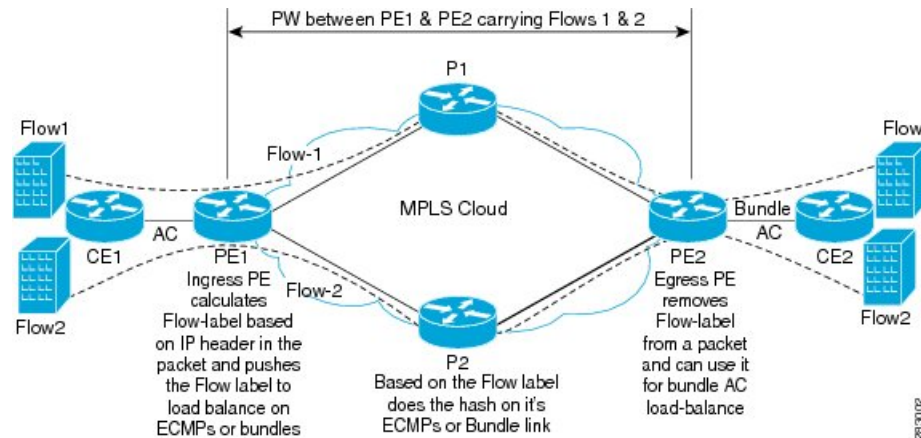 PW between PE1 & PE2 carrying Flows 1 & 2
P1
Flow1
Flow-1
Flow
MPLS Cloud
Bundle
AC
AC
CE1
PE1
PE2
CE2
Ingress PE
calculates
Flow-label based
on IP header in the
packet and pushes
the Flow label to
load balance on
ECMPs or bundles
Flow-2
Flow2
P2
Based on the Flow label
does the hash on it's
ECMPs or Bundle link
Egress PE
removes
Flow-label
from a packet
and can use it
for bundle AC
load-balance
Flow2